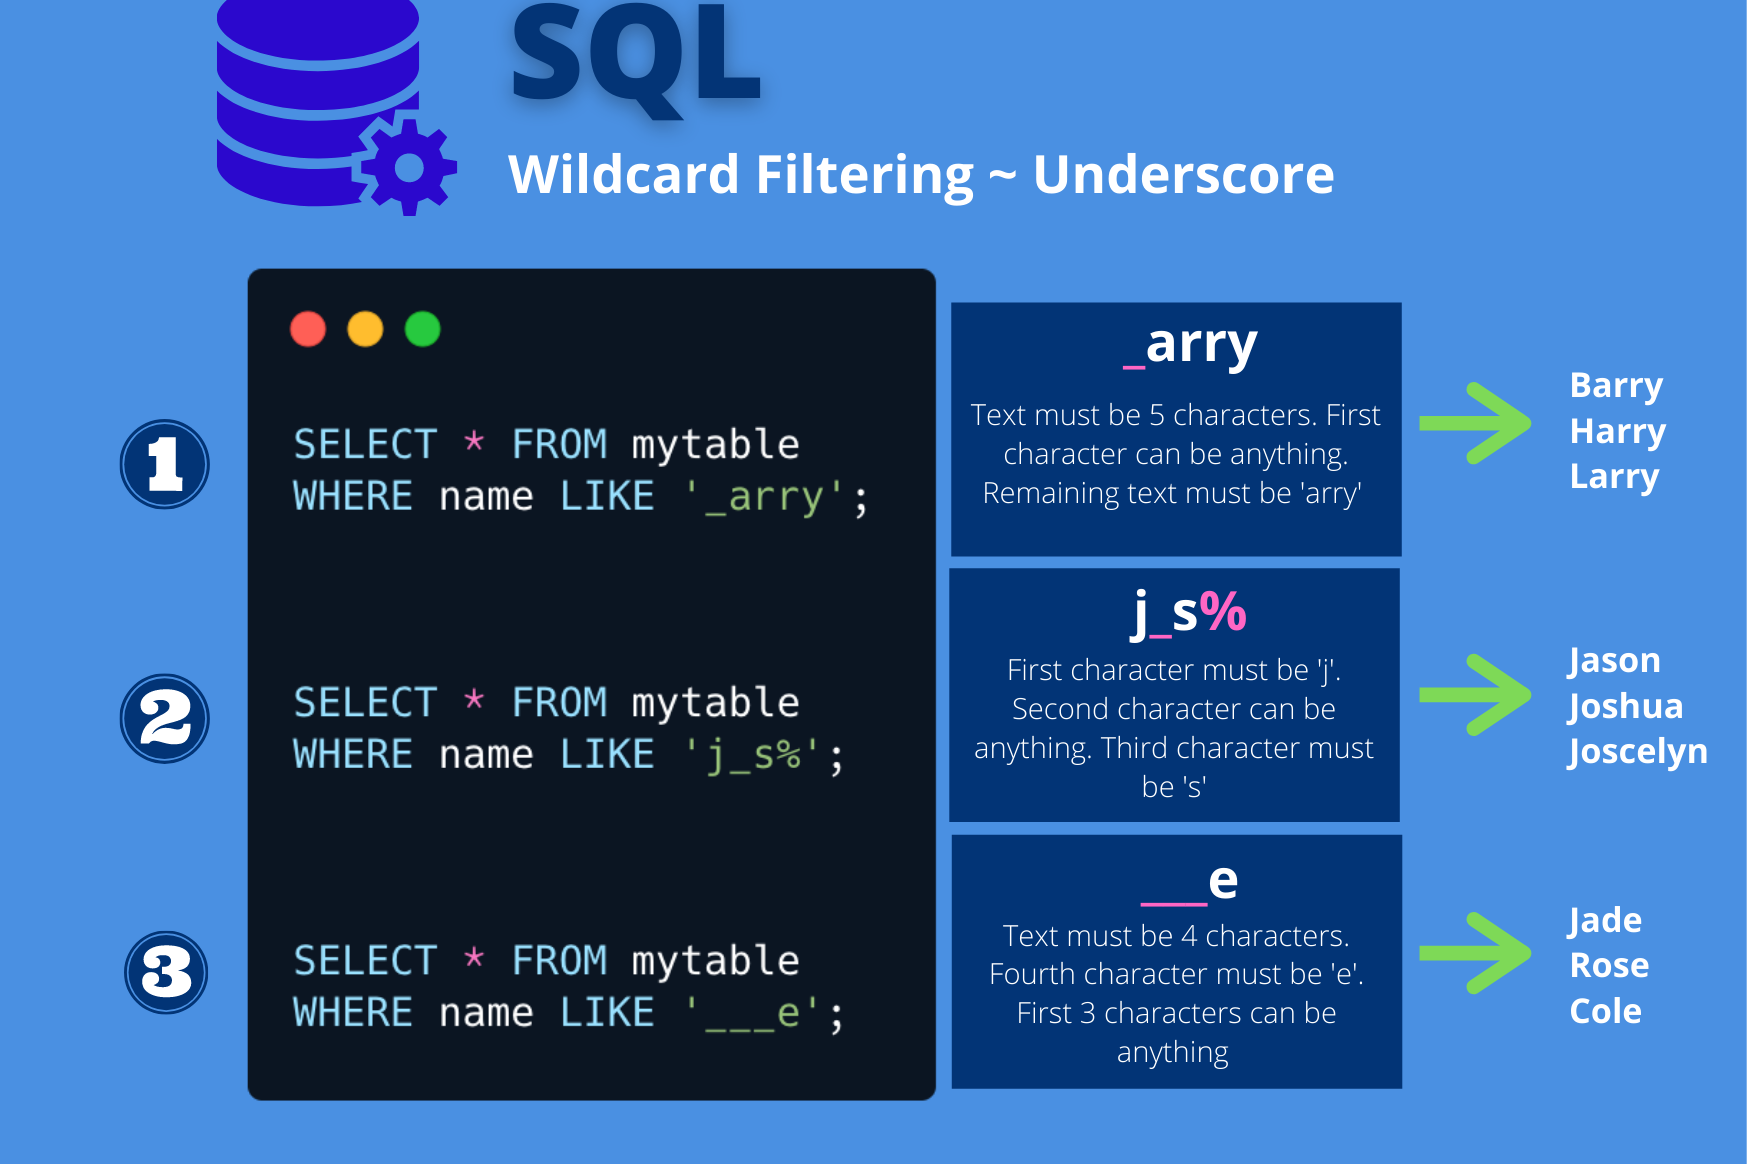 SQL
Wildcard Filtering ~ Underscore
1
SELECT * FROM mytable
WHERE name LIKE '_arry';
_arry
Text must be 5 characters. First
character can be anything.
Remaining text must be 'arry'
Barry
Harry
Larry
2
SELECT * FROM mytable
WHERE name LIKE 'j_s%';
j_s%
First character must be 'j'.
Second character can be
anything. Third character must
be 's'
Jason
Joshua
Joscelyn
3
SELECT * FROM mytable
WHERE name LIKE '___e';
___e
Text must be 4 characters.
Fourth character must be 'e'.
First 3 characters can be
anything
Jade
Rose
Cole